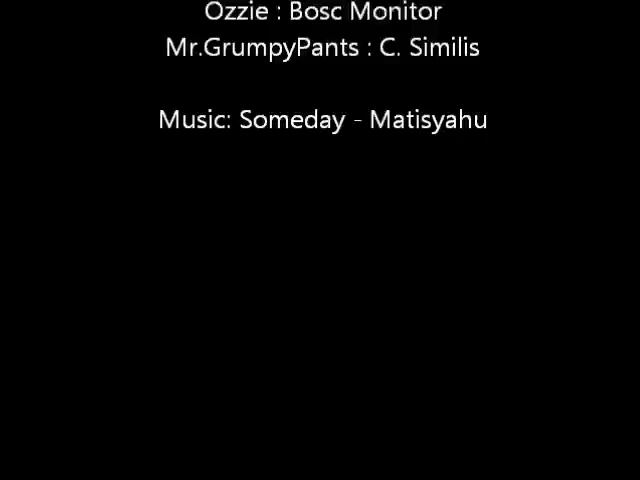 Ozzie : Bosc Monitor
Mr.GrumpyPants : C. Similis
Music: Someday - Matisyahu